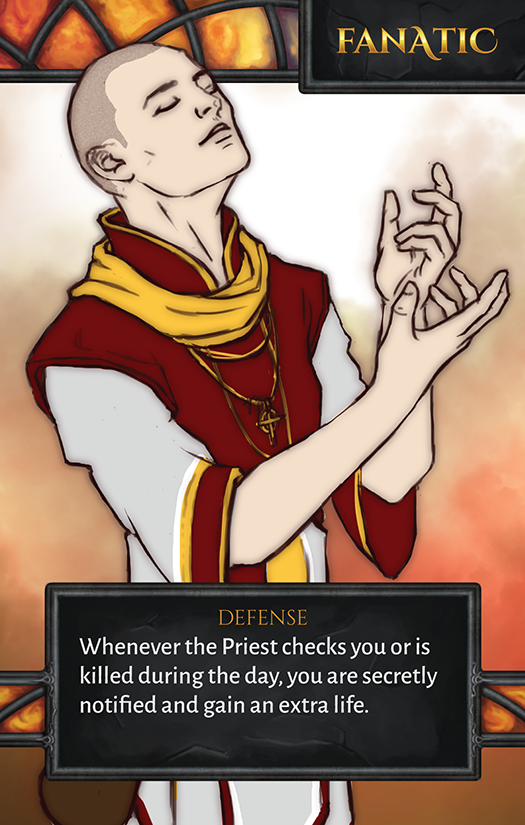 FANATIC
DEFENSE
Whenever the Priest checks you or is
killed during the day, you are secretly
notified and gain an extra life.